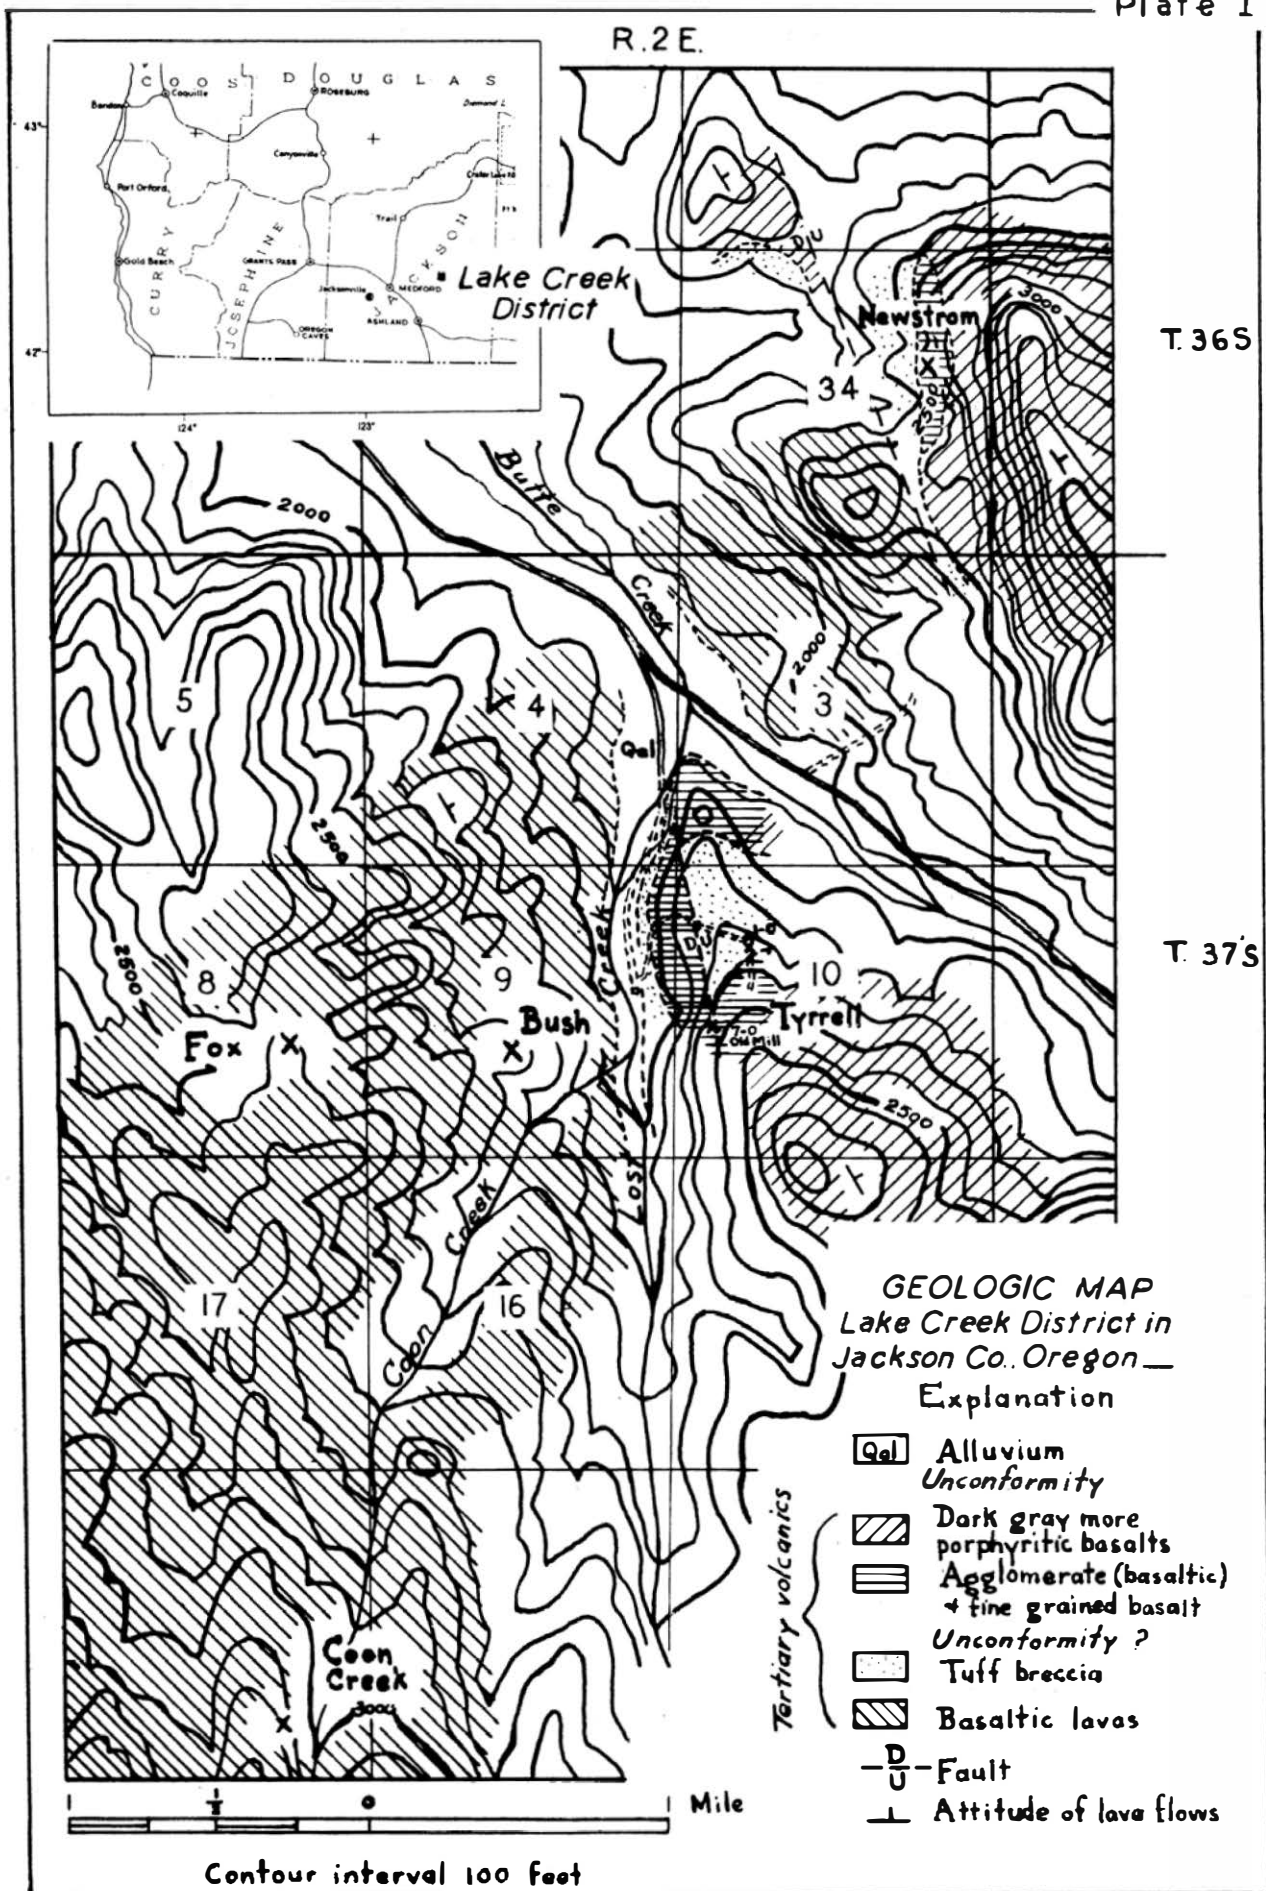 Plate 1
R.2E.
COOS DOUGLAS
Bandon
Coquille
ROSEBURG
Diamond L
43°
Canyonville
Port Orford
Trail
CURRY
JOSEPHINE
JACKSON
Gold Beach
GRANTS PASS
Jacksonville
MEDFORD
ASHLAND
OREGON
CAVES
42°
124°
123°
Lake Creek
District
D/U
3000
Newstrom
T. 36S
34
2500
U
Butte
Creek
2000
2000
5
4
3
Qal
2500
2500
8
9
Creek
D U
10
T. 37S
Fox X
Bush
X
Tyrrell
Old Mill
2500
Lost
Creek
17
16
Coon
GEOLOGIC MAP
Lake Creek District in
Jackson Co., Oregon
Explanation
Qal Alluvium
Unconformity
Dark gray more
porphyritic basalts
Agglomerate (basaltic)
+ fine grained basalt
Unconformity ?
Tuff breccia
Basaltic lavas
Tertiary volcanics
D
U
Fault
Attitude of lava flows
Coon
Creek
3000
X
1 ½ 0 1 Mile
Contour interval 100 feet